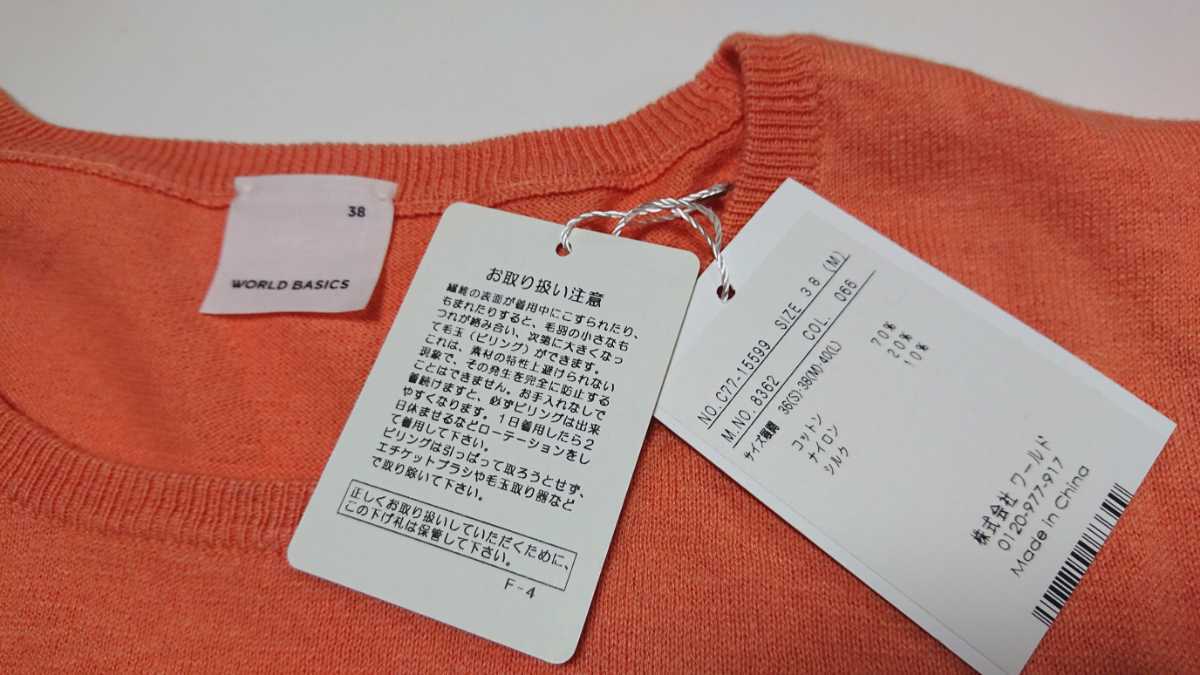 38
WORLD BASICS
お取り扱い注意
繊維の表面が着用中にこすられたり、
もまれたりすると、毛羽の小さなも
つれが絡み合い、次第に大きくなっ
て毛玉（ピリング）ができます。
これは、素材の特性上避けられない
現象で、その発生を完全に防止する
ことはできません。お手入れなしで
着続けますと、必ずピリングは出来
やすくなります。1日着用したら2
日休ませるなどローテーションをし
て着用して下さい。
ピリングは引っぱって取ろうとせず、
エチケットブラシや毛玉取り器など
で取り除いて下さい。
正しくお取り扱いしていただくために、
この下げ札は保管して下さい。
F-4
NO. C77-15599 SIZE 38 (M)
M.NO. 8362 COL. 066
サイズ展開 36(S)・38(M)・40(L)
コットン 70%
ナイロン 20%
シルク 10%
株式会社 ワールド
0120-977-917
Made in China